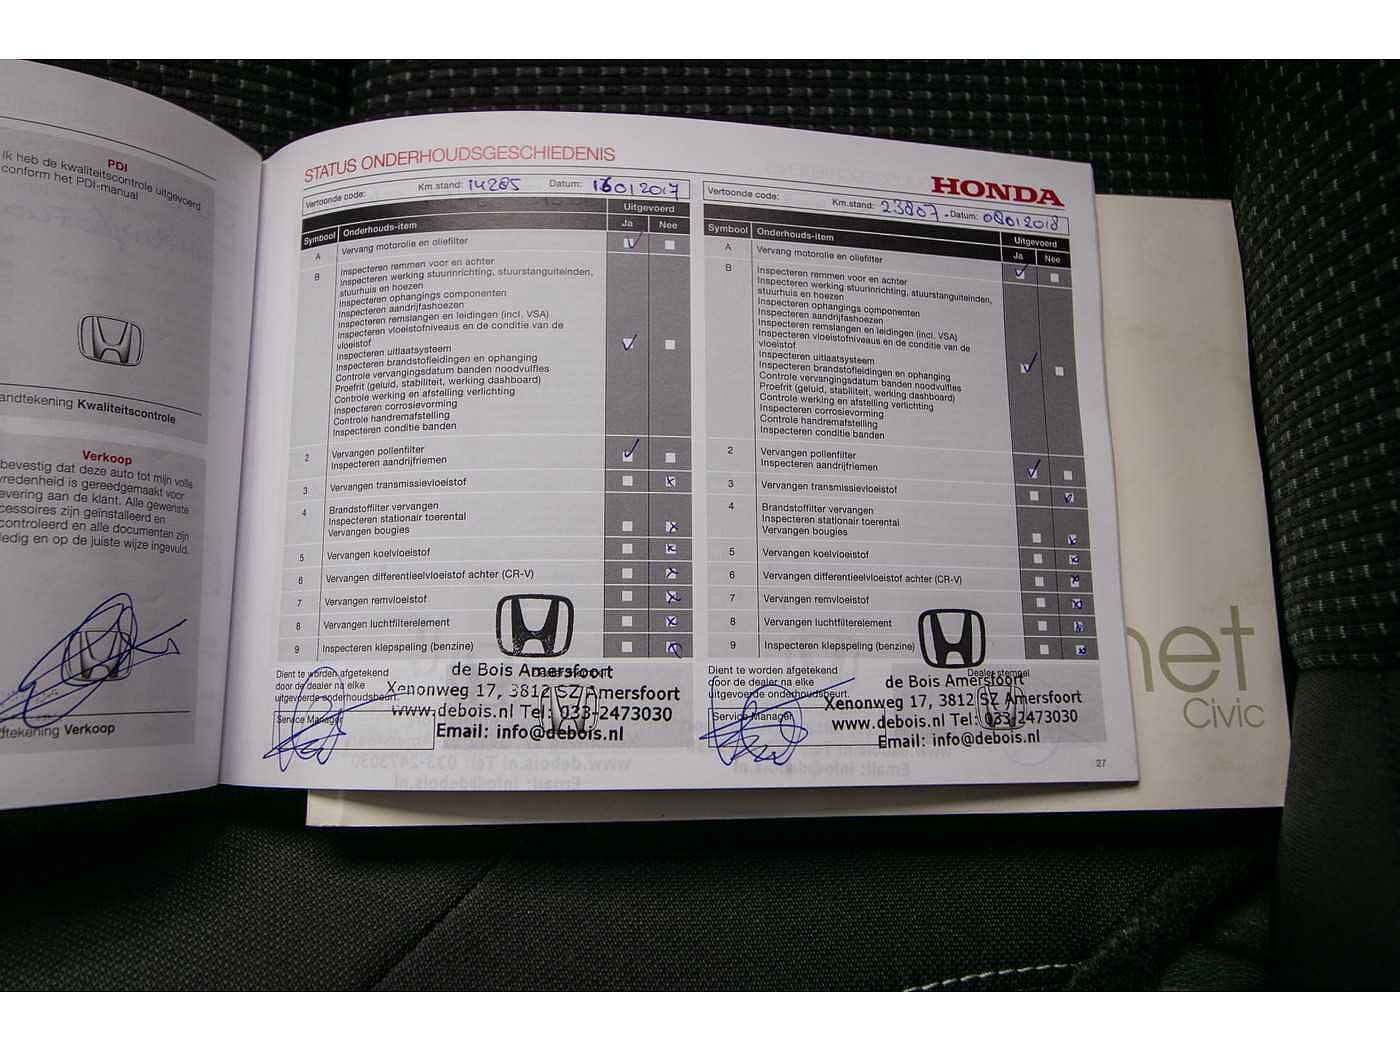 PDI
Ik heb de kwaliteitscontrole uitgevoerd
conform het PDI-manual
andtekening Kwaliteitscontrole
Verkoop
bevestig dat deze auto tot mijn volle
vredenheid is gereedgemaakt voor
evering aan de klant. Alle gewenste
cessoires zijn geïnstalleerd en
controleerd en alle documenten zijn
ledig en op de juiste wijze ingevuld.
dtekening Verkoop
STATUS ONDERHOUDSGESCHIEDENIS
HONDA
Vertoonde code: Km.stand: 14285 Datum: 16012017
Uitgevoerd
Symbool Onderhouds-item Ja Nee
A Vervang motorolie en oliefilter
B Inspecteren remmen voor en achter
Inspecteren werking stuurinrichting, stuurstanguiteinden,
stuurhuis en hoezen
Inspecteren ophangings componenten
Inspecteren aandrijfashoezen
Inspecteren remslangen en leidingen (incl. VSA)
Inspecteren vloeistofniveaus en de conditie van de
vloeistof
Inspecteren uitlaatsysteem
Inspecteren brandstofleidingen en ophanging
Controle vervangingsdatum banden noodvulfles
Proefrit (geluid, stabiliteit, werking dashboard)
Controle werking en afstelling verlichting
Inspecteren corrosievorming
Controle handremafstelling
Inspecteren conditie banden
2 Vervangen pollenfilter
Inspecteren aandrijfriemen
3 Vervangen transmissievloeistof
4 Brandstoffilter vervangen
Inspecteren stationair toerental
Vervangen bougies
5 Vervangen koelvloeistof
6 Vervangen differentieelvloeistof achter (CR-V)
7 Vervangen remvloeistof
8 Vervangen luchtfilterelement
9 Inspecteren klepspeling (benzine)
Dient te worden afgetekend
door de dealer na elke
uitgevoerde onderhoudsbeurt.
Service Manager
de Bois Amersfoort
Xenonweg 17, 3812 SZ Amersfoort
www.debois.nl Tel: 033-2473030
Email: info@debois.nl
Vertoonde code: Km.stand: 23807 Datum: 08012018
Uitgevoerd
Symbool Onderhouds-item Ja Nee
A Vervang motorolie en oliefilter
B Inspecteren remmen voor en achter
Inspecteren werking stuurinrichting, stuurstanguiteinden,
stuurhuis en hoezen
Inspecteren ophangings componenten
Inspecteren aandrijfashoezen
Inspecteren remslangen en leidingen (incl. VSA)
Inspecteren vloeistofniveaus en de conditie van de
vloeistof
Inspecteren uitlaatsysteem
Inspecteren brandstofleidingen en ophanging
Controle vervangingsdatum banden noodvulfles
Proefrit (geluid, stabiliteit, werking dashboard)
Controle werking en afstelling verlichting
Inspecteren corrosievorming
Controle handremafstelling
Inspecteren conditie banden
2 Vervangen pollenfilter
Inspecteren aandrijfriemen
3 Vervangen transmissievloeistof
4 Brandstoffilter vervangen
Inspecteren stationair toerental
Vervangen bougies
5 Vervangen koelvloeistof
6 Vervangen differentieelvloeistof achter (CR-V)
7 Vervangen remvloeistof
8 Vervangen luchtfilterelement
9 Inspecteren klepspeling (benzine)
Dient te worden afgetekend
door de dealer na elke
uitgevoerde onderhoudsbeurt.
Service Manager
Dealer stempel
de Bois Amersfoort
Xenonweg 17, 3812 SZ Amersfoort
www.debois.nl Tel: 033-2473030
Email: info@debois.nl
27
net
Civic